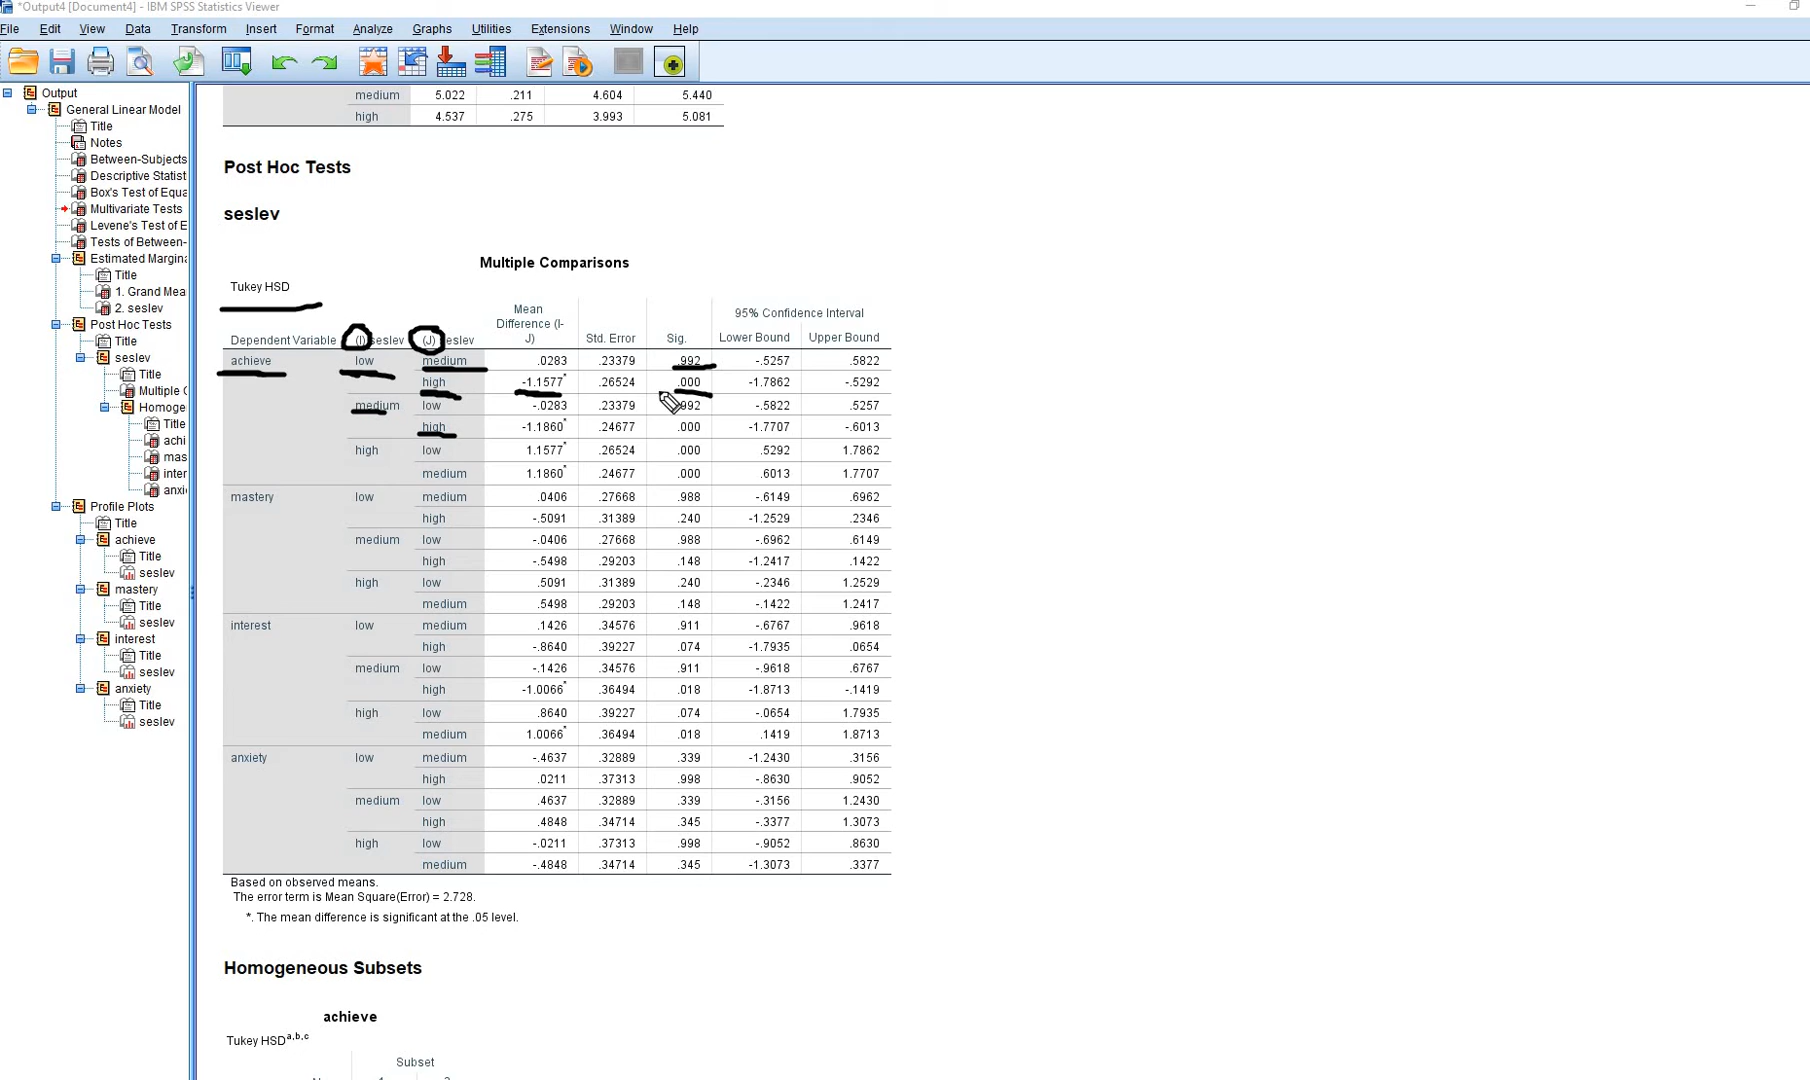 *Output4 [Document4] - IBM SPSS Statistics Viewer
File Edit View Data Transform Insert Format Analyze Graphs Utilities Extensions Window Help
Output
General Linear Model
Title
Notes
Between-Subjects
Descriptive Statist
Box's Test of Equa
Multivariate Tests
Levene's Test of E
Tests of Between-
Estimated Margina
Title
1. Grand Mea
2. seslev
Post Hoc Tests
Title
seslev
Title
Multiple C
Homoge
Title
achi
mas
inter
anxi
Profile Plots
Title
achieve
Title
seslev
mastery
Title
seslev
interest
Title
seslev
anxiety
Title
seslev
medium 5.022 .211 4.604 5.440
high 4.537 .275 3.993 5.081
Post Hoc Tests
seslev
Multiple Comparisons
Tukey HSD
Dependent Variable (I) seslev (J) seslev Mean Difference (I-J) Std. Error Sig. 95% Confidence Interval
Lower Bound Upper Bound
achieve low medium .0283 .23379 .992 -.5257 .5822
high -1.1577* .26524 .000 -1.7862 -.5292
medium low -.0283 .23379 .992 -.5822 .5257
high -1.1860* .24677 .000 -1.7707 -.6013
high low 1.1577* .26524 .000 .5292 1.7862
medium 1.1860* .24677 .000 .6013 1.7707
mastery low medium .0406 .27668 .988 -.6149 .6962
high -.5091 .31389 .240 -1.2529 .2346
medium low -.0406 .27668 .988 -.6962 .6149
high -.5498 .29203 .148 -1.2417 .1422
high low .5091 .31389 .240 -.2346 1.2529
medium .5498 .29203 .148 -.1422 1.2417
interest low medium .1426 .34576 .911 -.6767 .9618
high -.8640 .39227 .074 -1.7935 .0654
medium low -.1426 .34576 .911 -.9618 .6767
high -1.0066* .36494 .018 -1.8713 -.1419
high low .8640 .39227 .074 -.0654 1.7935
medium 1.0066* .36494 .018 .1419 1.8713
anxiety low medium -.4637 .32889 .339 -1.2430 .3156
high .0211 .37313 .998 -.8630 .9052
medium low .4637 .32889 .339 -.3156 1.2430
high .4848 .34714 .345 -.3377 1.3073
high low -.0211 .37313 .998 -.9052 .8630
medium -.4848 .34714 .345 -1.3073 .3377
Based on observed means.
The error term is Mean Square(Error) = 2.728.
*. The mean difference is significant at the .05 level.
Homogeneous Subsets
achieve
Tukey HSDa,b,c
Subset